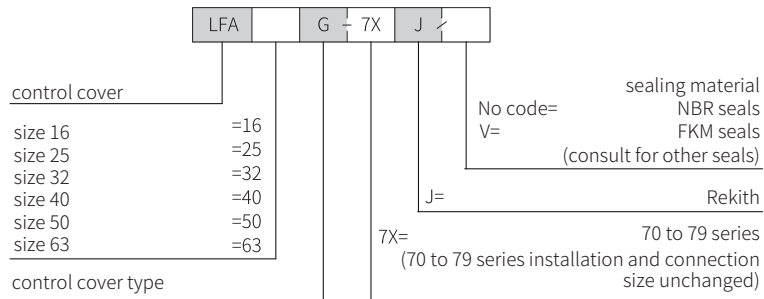 LFA G - 7X J /
control cover
size 16 =16
size 25 =25
size 32 =32
size 40 =40
size 50 =50
size 63 =63
control cover type
sealing material
No code= NBR seals
V= FKM seals
(consult for other seals)
J= Rekith
7X= 70 to 79 series
(70 to 79 series installation and connection
size unchanged)